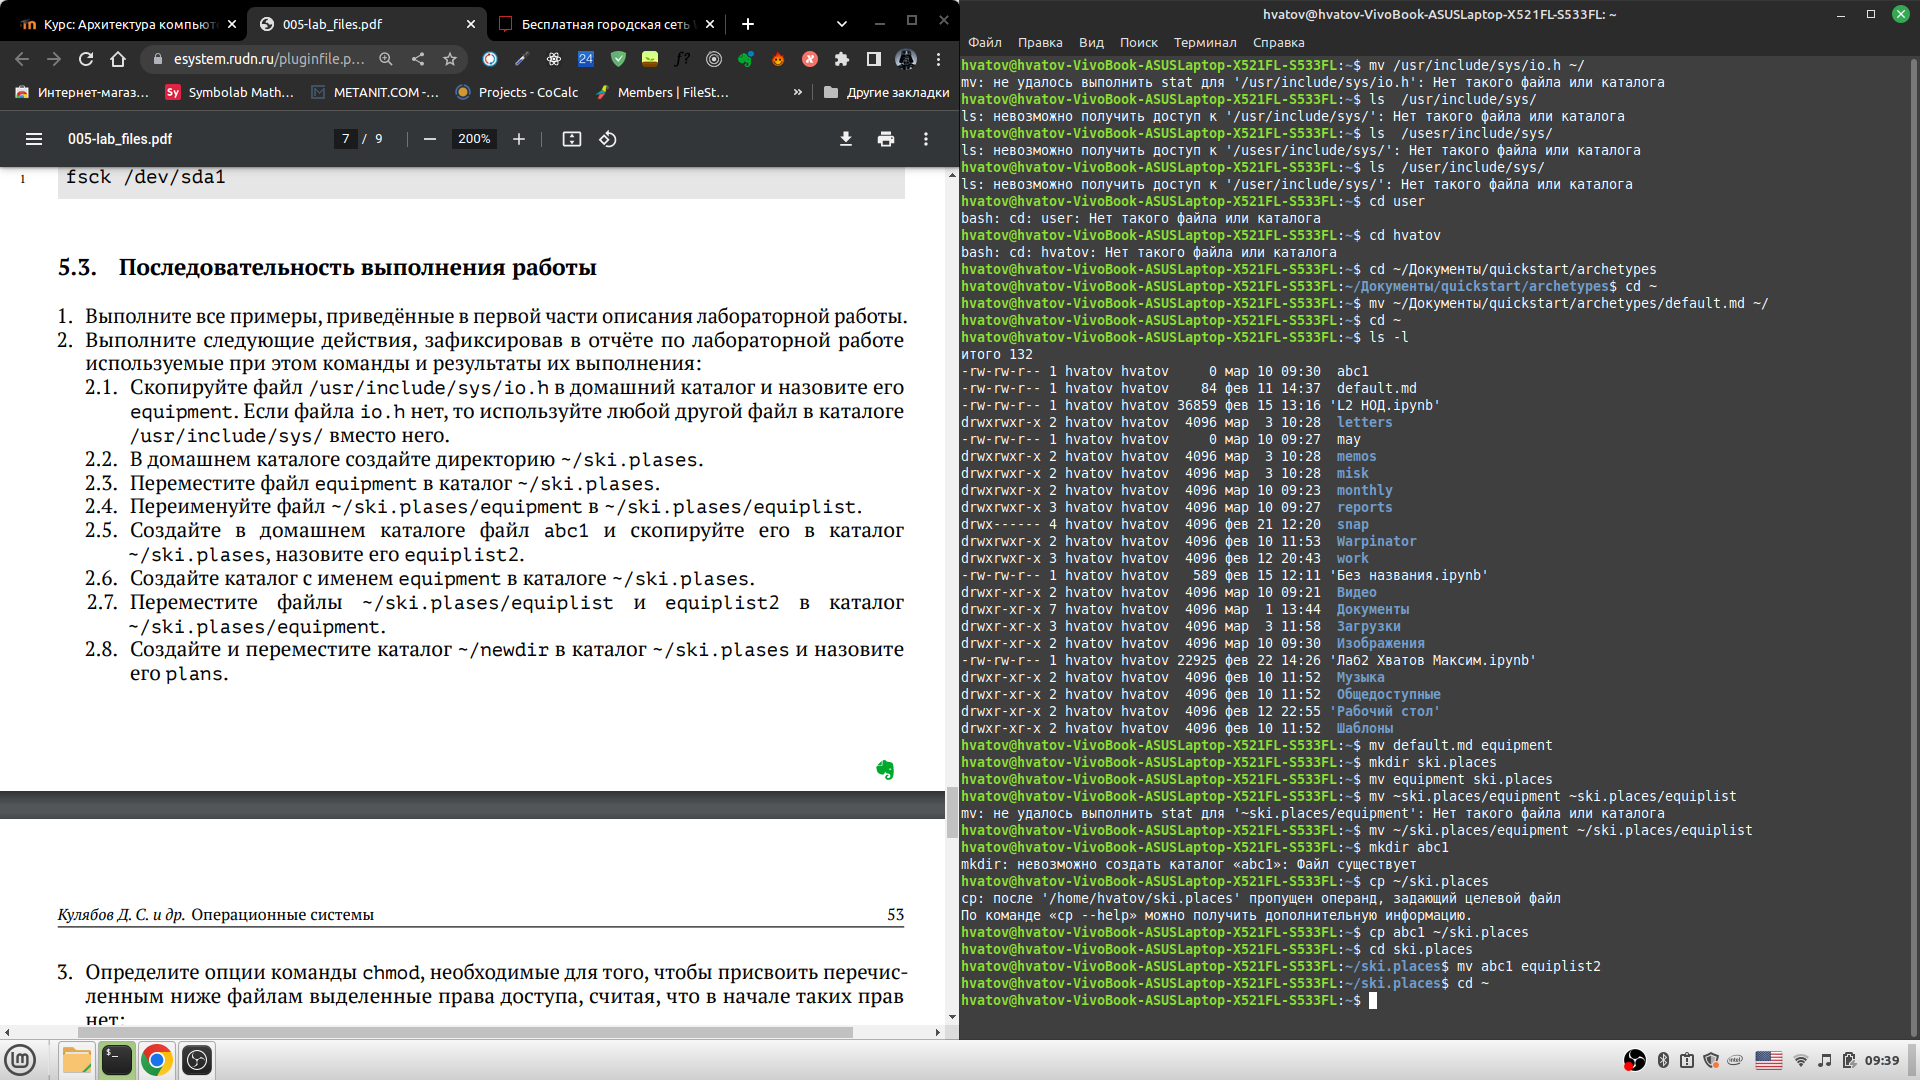 Курс: Архитектура компьют
005-lab_files.pdf
Бесплатная городская сеть
esystem.rudn.ru/pluginfile.p...
24
f?
Интернет-мага...
Sy Symbolab Math...
METANIT.COM -...
Projects - CoCalc
Members | FileSt...
»
Другие закладки
005-lab_files.pdf
7 / 9
200%
1 fsck /dev/sda1
5.3. Последовательность выполнения работы
1. Выполните все примеры, приведённые в первой части описания лабораторной работы.
2. Выполните следующие действия, зафиксировав в отчёте по лабораторной работе
используемые при этом команды и результаты их выполнения:
2.1. Скопируйте файл /usr/include/sys/io.h в домашний каталог и назовите его
equipment. Если файла io.h нет, то используйте любой другой файл в каталоге
/usr/include/sys/ вместо него.
2.2. В домашнем каталоге создайте директорию ~/ski.plases.
2.3. Переместите файл equipment в каталог ~/ski.plases.
2.4. Переименуйте файл ~/ski.plases/equipment в ~/ski.plases/equiplist.
2.5. Создайте в домашнем каталоге файл abc1 и скопируйте его в каталог
~/ski.plases, назовите его equiplist2.
2.6. Создайте каталог с именем equipment в каталоге ~/ski.plases.
2.7. Переместите файлы ~/ski.plases/equiplist и equiplist2 в каталог
~/ski.plases/equipment.
2.8. Создайте и переместите каталог ~/newdir в каталог ~/ski.plases и назовите
его plans.
Кулябов Д. С. и др. Операционные системы 53
3. Определите опции команды chmod, необходимые для того, чтобы присвоить перечис-
ленным ниже файлам выделенные права доступа, считая, что в начале таких прав
нет:
hvatov@hvatov-VivoBook-ASUSLaptop-X521FL-S533FL: ~
Файл Правка Вид Поиск Терминал Справка
hvatov@hvatov-VivoBook-ASUSLaptop-X521FL-S533FL:~$ mv /usr/include/sys/io.h ~/
mv: не удалось выполнить stat для '/usr/include/sys/io.h': Нет такого файла или каталога
hvatov@hvatov-VivoBook-ASUSLaptop-X521FL-S533FL:~$ ls  /usr/include/sys/
ls: невозможно получить доступ к '/usr/include/sys/': Нет такого файла или каталога
hvatov@hvatov-VivoBook-ASUSLaptop-X521FL-S533FL:~$ ls  /usesr/include/sys/
ls: невозможно получить доступ к '/usesr/include/sys/': Нет такого файла или каталога
hvatov@hvatov-VivoBook-ASUSLaptop-X521FL-S533FL:~$ ls  /user/include/sys/
ls: невозможно получить доступ к '/user/include/sys/': Нет такого файла или каталога
hvatov@hvatov-VivoBook-ASUSLaptop-X521FL-S533FL:~$ cd user
bash: cd: user: Нет такого файла или каталога
hvatov@hvatov-VivoBook-ASUSLaptop-X521FL-S533FL:~$ cd hvatov
bash: cd: hvatov: Нет такого файла или каталога
hvatov@hvatov-VivoBook-ASUSLaptop-X521FL-S533FL:~$ cd ~/Документы/quickstart/archetypes
hvatov@hvatov-VivoBook-ASUSLaptop-X521FL-S533FL:~/Документы/quickstart/archetypes$ cd ~
hvatov@hvatov-VivoBook-ASUSLaptop-X521FL-S533FL:~$ mv ~/Документы/quickstart/archetypes/default.md ~/
hvatov@hvatov-VivoBook-ASUSLaptop-X521FL-S533FL:~$ cd ~
hvatov@hvatov-VivoBook-ASUSLaptop-X521FL-S533FL:~$ ls -l
итого 132
-rw-rw-r-- 1 hvatov hvatov     0 мар 10 09:30  abc1
-rw-rw-r-- 1 hvatov hvatov    84 фев 11 14:37  default.md
-rw-rw-r-- 1 hvatov hvatov 36859 фев 15 13:16 'L2 НОД.ipynb'
drwxrwxr-x 2 hvatov hvatov  4096 мар  3 10:28  letters
-rw-rw-r-- 1 hvatov hvatov     0 мар 10 09:27  may
drwxrwxr-x 2 hvatov hvatov  4096 мар  3 10:28  memos
drwxrwxr-x 2 hvatov hvatov  4096 мар  3 10:28  misk
drwxrwxr-x 2 hvatov hvatov  4096 мар 10 09:23  monthly
drwxrwxr-x 3 hvatov hvatov  4096 мар 10 09:27  reports
drwx------ 4 hvatov hvatov  4096 фев 21 12:20  snap
drwxrwxr-x 2 hvatov hvatov  4096 фев 10 11:53  Warpinator
drwxrwxr-x 3 hvatov hvatov  4096 фев 12 20:43  work
-rw-rw-r-- 1 hvatov hvatov   589 фев 15 12:11 'Без названия.ipynb'
drwxr-xr-x 2 hvatov hvatov  4096 мар 10 09:21  Видео
drwxr-xr-x 7 hvatov hvatov  4096 мар  1 13:44  Документы
drwxr-xr-x 3 hvatov hvatov  4096 мар  3 11:58  Загрузки
drwxr-xr-x 2 hvatov hvatov  4096 мар 10 09:30  Изображения
-rw-rw-r-- 1 hvatov hvatov 22925 фев 22 14:26 'Лаб2 Хватов Максим.ipynb'
drwxr-xr-x 2 hvatov hvatov  4096 фев 10 11:52  Музыка
drwxr-xr-x 2 hvatov hvatov  4096 фев 10 11:52  Общедоступные
drwxr-xr-x 2 hvatov hvatov  4096 фев 12 22:55 'Рабочий стол'
drwxr-xr-x 2 hvatov hvatov  4096 фев 10 11:52  Шаблоны
hvatov@hvatov-VivoBook-ASUSLaptop-X521FL-S533FL:~$ mv default.md equipment
hvatov@hvatov-VivoBook-ASUSLaptop-X521FL-S533FL:~$ mkdir ski.places
hvatov@hvatov-VivoBook-ASUSLaptop-X521FL-S533FL:~$ mv equipment ski.places
hvatov@hvatov-VivoBook-ASUSLaptop-X521FL-S533FL:~$ mv ~ski.places/equipment ~ski.places/equiplist
mv: не удалось выполнить stat для '~ski.places/equipment': Нет такого файла или каталога
hvatov@hvatov-VivoBook-ASUSLaptop-X521FL-S533FL:~$ mv ~/ski.places/equipment ~/ski.places/equiplist
hvatov@hvatov-VivoBook-ASUSLaptop-X521FL-S533FL:~$ mkdir abc1
mkdir: невозможно создать каталог «abc1»: Файл существует
hvatov@hvatov-VivoBook-ASUSLaptop-X521FL-S533FL:~$ cp ~/ski.places
cp: после '/home/hvatov/ski.places' пропущен операнд, задающий целевой файл
По команде «cp --help» можно получить дополнительную информацию.
hvatov@hvatov-VivoBook-ASUSLaptop-X521FL-S533FL:~$ cp abc1 ~/ski.places
hvatov@hvatov-VivoBook-ASUSLaptop-X521FL-S533FL:~$ cd ski.places
hvatov@hvatov-VivoBook-ASUSLaptop-X521FL-S533FL:~/ski.places$ mv abc1 equiplist2
hvatov@hvatov-VivoBook-ASUSLaptop-X521FL-S533FL:~/ski.places$ cd ~
hvatov@hvatov-VivoBook-ASUSLaptop-X521FL-S533FL:~$
09:39